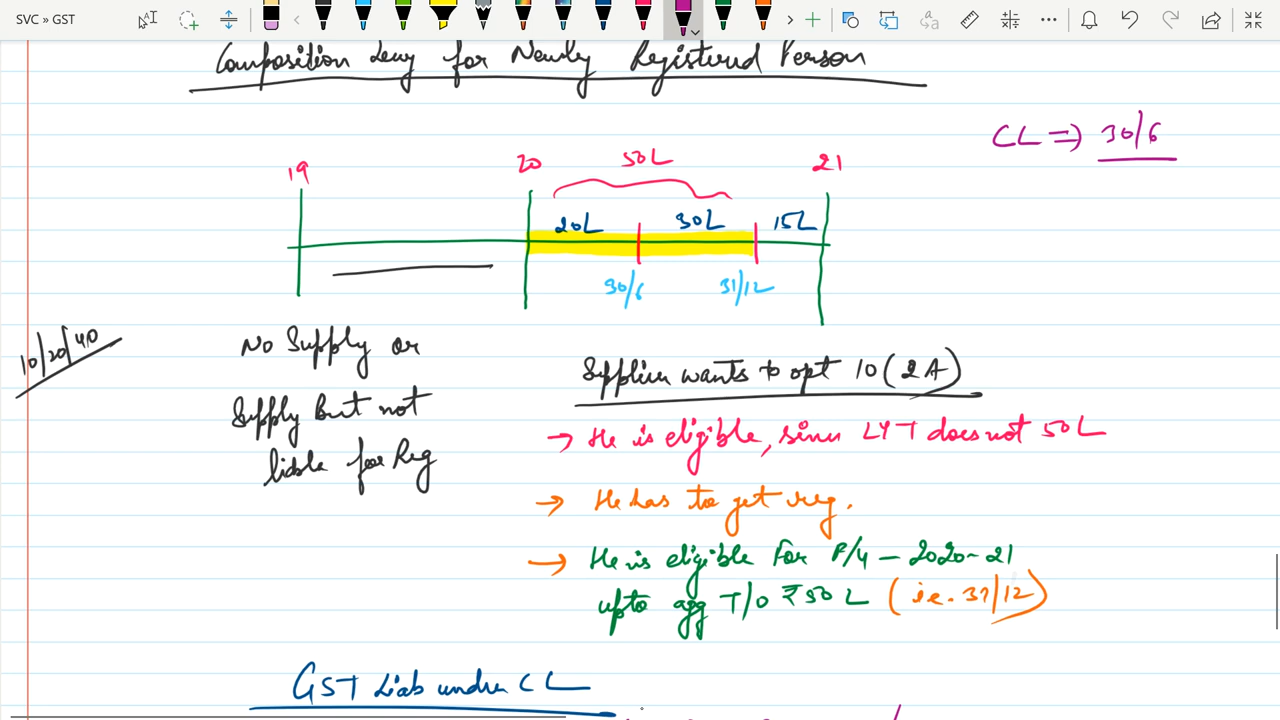 SVC » GST
Composition Levy for Newly Registered Person
CL ⇒ 30/6
19 20 50L 21
20L 30L 15L
30/6 31/12
10/20/40
No Supply or
Supply But not
liable for Reg
Supplier wants to opt 10(2A)
→ He is eligible, since LYT does not 50L
→ He has to get reg.
→ He is eligible for F/Y – 2020-21
upto agg T/O ₹50 L (i.e. 31/12)
GST Liab under CL